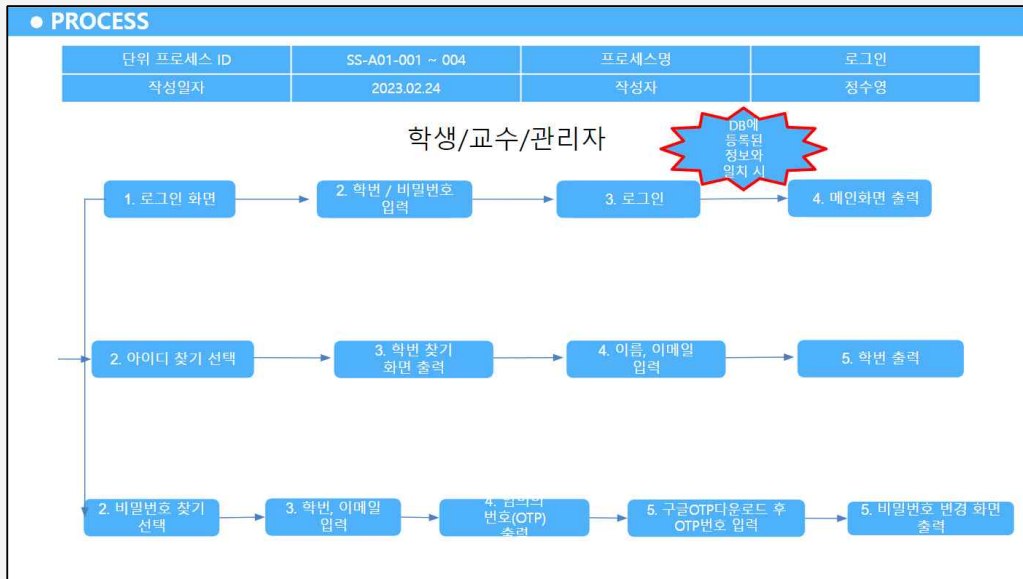 ● PROCESS
단위 프로세스 ID SS-A01-001 ~ 004 프로세스명 로그인
작성일자 2023.02.24 작성자 정수영
학생/교수/관리자
DB에
등록된
정보와
일치 시
1. 로그인 화면
2. 학번 / 비밀번호
입력
3. 로그인
4. 메인화면 출력
2. 아이디 찾기 선택
3. 학번 찾기
화면 출력
4. 이름, 이메일
입력
5. 학번 출력
2. 비밀번호 찾기
선택
3. 학번, 이메일
입력
4. 임의의
번호(OTP)
출력
5. 구글OTP다운로드 후
OTP번호 입력
5. 비밀번호 변경 화면
출력